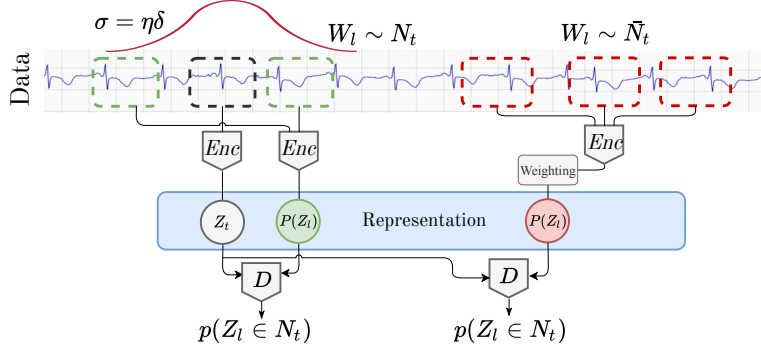 σ = ηδ
W_l ∼ N_t
W_l ∼ N̄_t
Data
Enc
Enc
Enc
Weighting
Z_t
P(Z_l)
Representation
P(Z_l)
D
D
p(Z_l ∈ N_t)
p(Z_l ∈ N_t)